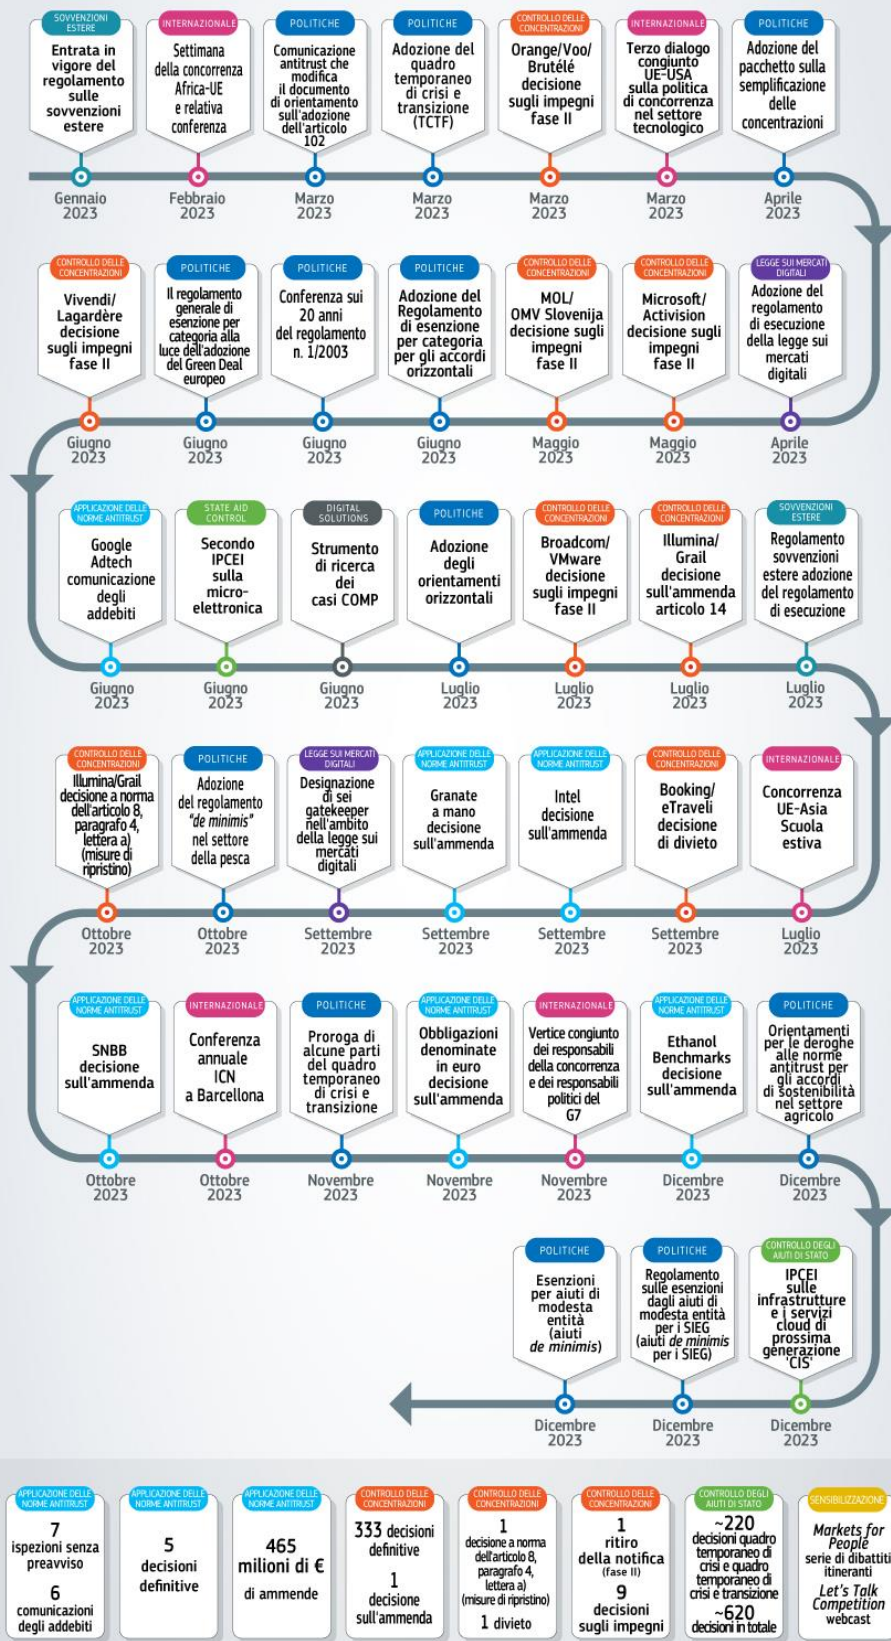 SOVVENZIONI
ESTERE
Entrata in
vigore del
regolamento
sulle
sovvenzioni
estere
Gennaio
2023
INTERNAZIONALE
Settimana
della concorrenza
Africa-UE
e relativa
conferenza
Febbraio
2023
POLITICHE
Comunicazione
antitrust che
modifica
il documento
di orientamento
sull'adozione
dell'articolo
102
Marzo
2023
POLITICHE
Adozione del
quadro
temporaneo
di crisi e
transizione
(TCTF)
Marzo
2023
CONTROLLO DELLE
CONCENTRAZIONI
Orange/Voo/
Brutélé
decisione
sugli impegni
fase II
Marzo
2023
INTERNAZIONALE
Terzo dialogo
congiunto
UE-USA
sulla politica
di concorrenza
nel settore
tecnologico
Marzo
2023
POLITICHE
Adozione del
pacchetto sulla
semplificazione
delle
concentrazioni
Aprile
2023
CONTROLLO DELLE
CONCENTRAZIONI
Vivendi/
Lagardère
decisione
sugli impegni
fase II
Giugno
2023
POLITICHE
Il regolamento
generale di
esenzione per
categoria alla
luce dell'adozione
del Green Deal
europeo
Giugno
2023
POLITICHE
Conferenza sui
20 anni
del regolamento
n. 1/2003
Giugno
2023
POLITICHE
Adozione del
Regolamento
di esenzione
per categoria
per gli accordi
orizzontali
Giugno
2023
CONTROLLO DELLE
CONCENTRAZIONI
MOL/
OMV Slovenija
decisione sugli
impegni
fase II
Maggio
2023
CONTROLLO DELLE
CONCENTRAZIONI
Microsoft/
Activision
decisione sugli
impegni
fase II
Maggio
2023
LEGGE SUI MERCATI
DIGITALI
Adozione del
regolamento
di esecuzione
della legge sui
mercati
digitali
Aprile
2023
APPLICAZIONE DELLE
NORME ANTITRUST
Google
Adtech
comunicazione
degli
addebiti
Giugno
2023
STATE AID
CONTROL
Secondo
IPCEI
sulla
micro-
elettronica
Giugno
2023
DIGITAL
SOLUTIONS
Strumento
di ricerca
dei
casi COMP
Giugno
2023
POLITICHE
Adozione
degli
orientamenti
orizzontali
Luglio
2023
CONTROLLO DELLE
CONCENTRAZIONI
Broadcom/
VMware
decisione
sugli impegni
fase II
Luglio
2023
CONTROLLO DELLE
CONCENTRAZIONI
Illumina/
Grail
decisione
sull'ammenda
articolo 14
Luglio
2023
SOVVENZIONI
ESTERE
Regolamento
sovvenzioni
estere adozione
del regolamento
di esecuzione
Luglio
2023
CONTROLLO DELLE
CONCENTRAZIONI
Illumina/Grail
decisione a norma
dell'articolo 8,
paragrafo 4,
lettera a)
(misure di
ripristino)
Ottobre
2023
POLITICHE
Adozione
del regolamento
“de minimis”
nel settore
della pesca
Ottobre
2023
LEGGE SUI MERCATI
DIGITALI
Designazione
di sei
gatekeeper
nell'ambito
della legge sui
mercati
digitali
Settembre
2023
APPLICAZIONE DELLE
NORME ANTITRUST
Granate
a mano
decisione
sull'ammenda
Settembre
2023
APPLICAZIONE DELLE
NORME ANTITRUST
Intel
decisione
sull'ammenda
Settembre
2023
CONTROLLO DELLE
CONCENTRAZIONI
Booking/
eTraveli
decisione
di divieto
Settembre
2023
INTERNAZIONALE
Concorrenza
UE-Asia
Scuola
estiva
Luglio
2023
APPLICAZIONE DELLE
NORME ANTITRUST
SNBB
decisione
sull'ammenda
Ottobre
2023
INTERNAZIONALE
Conferenza
annuale
ICN
a Barcellona
Ottobre
2023
POLITICHE
Proroga di
alcune parti
del quadro
temporaneo
di crisi e
transizione
Novembre
2023
APPLICAZIONE DELLE
NORME ANTITRUST
Obbligazioni
denominate
in euro
decisione
sull'ammenda
Novembre
2023
INTERNAZIONALE
Vertice congiunto
dei responsabili
della concorrenza
e dei responsabili
politici del
G7
Novembre
2023
APPLICAZIONE DELLE
NORME ANTITRUST
Ethanol
Benchmarks
decisione
sull'ammenda
Dicembre
2023
POLITICHE
Orientamenti
per le deroghe
alle norme
antitrust per
gli accordi
di sostenibilità
nel settore
agricolo
Dicembre
2023
POLITICHE
Esenzioni
per aiuti di
modesta
entità
(aiuti
de minimis)
Dicembre
2023
POLITICHE
Regolamento
sulle esenzioni
dagli aiuti di
modesta entità
per i SIEG
(aiuti de minimis
per i SIEG)
Dicembre
2023
CONTROLLO DEGLI
AIUTI DI STATO
IPCEI
sulle
infrastrutture
e i servizi
cloud di
prossima
generazione
'CIS'
Dicembre
2023
APPLICAZIONE DELLE
NORME ANTITRUST
7
ispezioni senza
preavviso
6
comunicazioni
degli addebiti
APPLICAZIONE DELLE
NORME ANTITRUST
5
decisioni
definitive
APPLICAZIONE DELLE
NORME ANTITRUST
465
milioni di €
di ammende
CONTROLLO DELLE
CONCENTRAZIONI
333 decisioni
definitive
1
decisione
sull'ammenda
CONTROLLO DELLE
CONCENTRAZIONI
1
decisione a norma
dell'articolo 8,
paragrafo 4,
lettera a)
(misure di ripristino)
1 divieto
CONTROLLO DELLE
CONCENTRAZIONI
1
ritiro
della notifica
(fase II)
9
decisioni
sugli impegni
CONTROLLO DEGLI
AIUTI DI STATO
~220
decisioni quadro
temporaneo di
crisi e quadro
temporaneo di
crisi e transizione
~620
decisioni in totale
SENSIBILIZZAZIONE
Markets for
People
serie di dibattiti
itineranti
Let's Talk
Competition
webcast